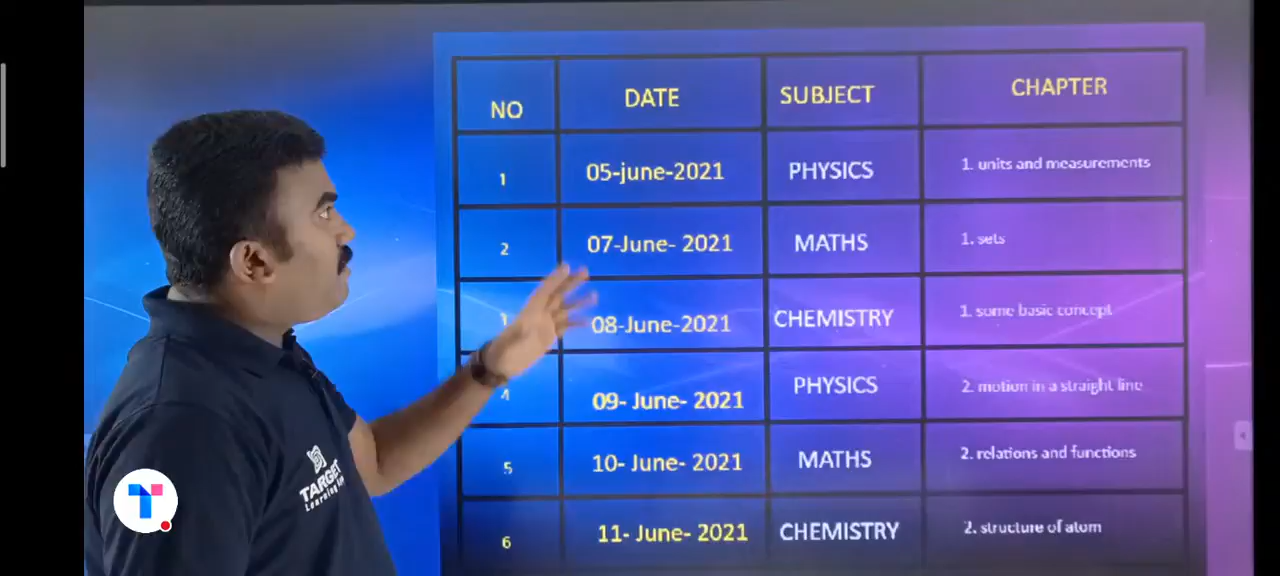 NO DATE SUBJECT CHAPTER
1 05-june-2021 PHYSICS 1. units and measurements
2 07-June- 2021 MATHS 1. sets
3 08-June-2021 CHEMISTRY 1. some basic concept
4 09- June- 2021 PHYSICS 2. motion in a straight line
5 10- June- 2021 MATHS 2. relations and functions
6 11- June- 2021 CHEMISTRY 2. structure of atom
TARGET
Learning